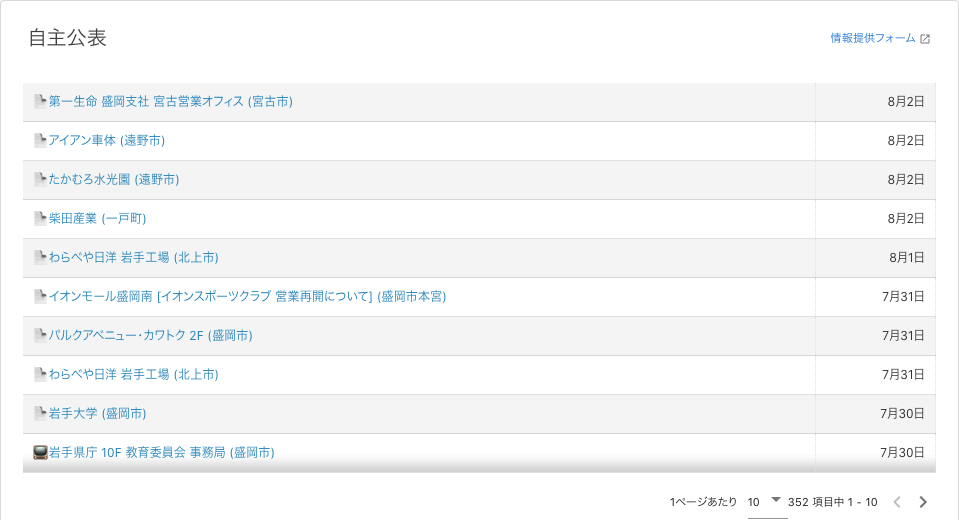 自主公表
情報提供フォーム
第一生命 盛岡支社 宮古営業オフィス (宮古市) 8月2日
アイアン車体 (遠野市) 8月2日
たかむろ水光園 (遠野市) 8月2日
柴田産業 (一戸町) 8月2日
わらべや日洋 岩手工場 (北上市) 8月1日
イオンモール盛岡南 [イオンスポーツクラブ 営業再開について] (盛岡市本宮) 7月31日
パルクアベニュー・カワトク 2F (盛岡市) 7月31日
わらべや日洋 岩手工場 (北上市) 7月31日
岩手大学 (盛岡市) 7月30日
岩手県庁 10F 教育委員会 事務局 (盛岡市) 7月30日
1ページあたり 10 352 項目中 1 - 10